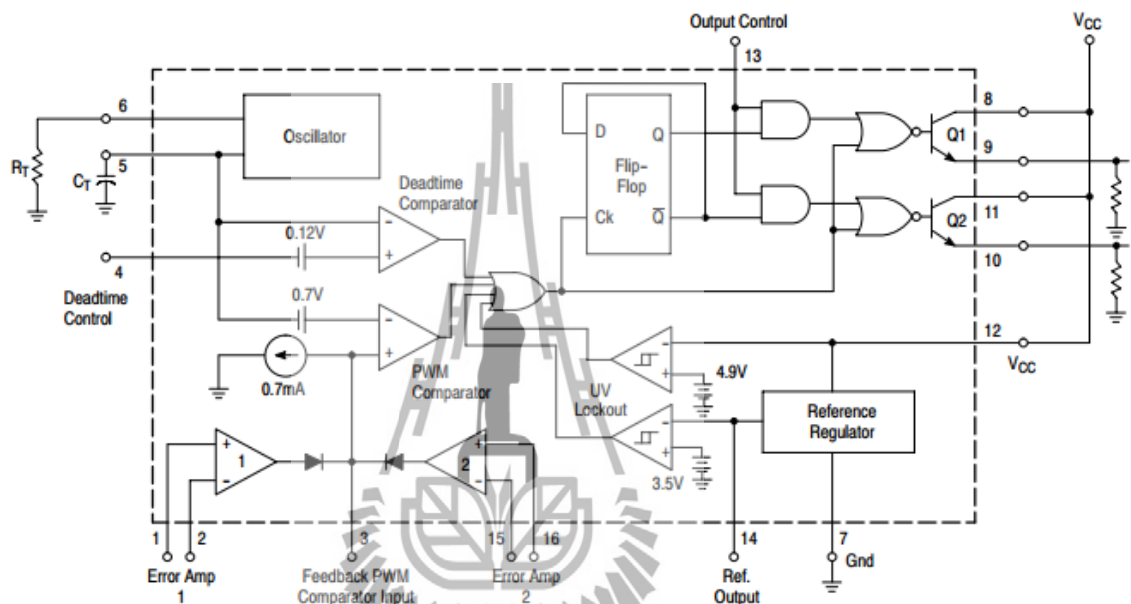 Output Control
VCC
13
6
8
Oscillator
D
Q
Q1
RT
5
9
Flip-
Flop
CT
Deadtime
Comparator
11
Q2
Ck
Q
0.12V
-
+
10
4
Deadtime
Control
0.7V
-
+
12
VCC
-
+
4.9V
PWM
Comparator
UV
Lockout
Reference
Regulator
0.7mA
-
+
3.5V
+
1
-
+
2
-
1
2
3
15
16
14
7
Gnd
Error Amp
1
Feedback PWM
Comparator Input
Error Amp
2
Ref.
Output